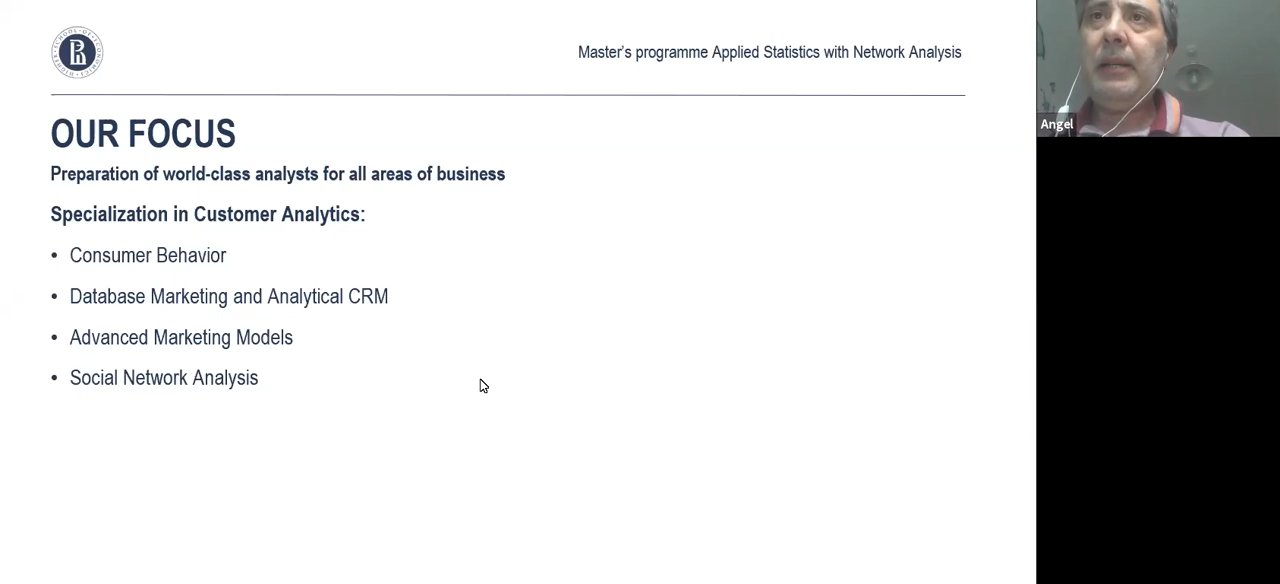 Master's programme Applied Statistics with Network Analysis
OUR FOCUS
Preparation of world-class analysts for all areas of business
Specialization in Customer Analytics:
• Consumer Behavior
• Database Marketing and Analytical CRM
• Advanced Marketing Models
• Social Network Analysis
Angel